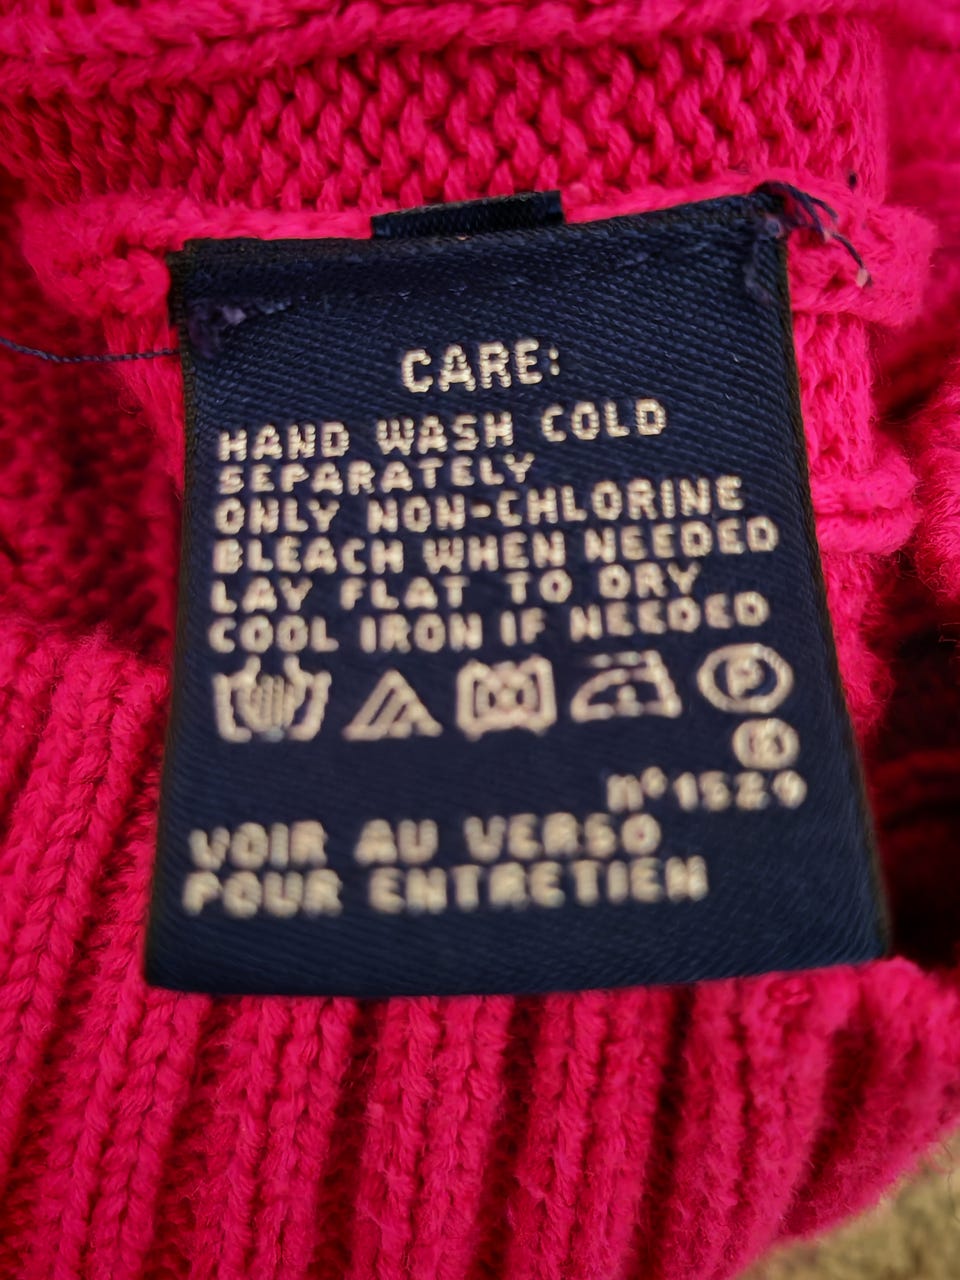 CARE:
HAND WASH COLD
SEPARATELY
ONLY NON-CHLORINE
BLEACH WHEN NEEDED
LAY FLAT TO DRY
COOL IRON IF NEEDED
P
VOIR AU VERSO
POUR ENTRETIEN